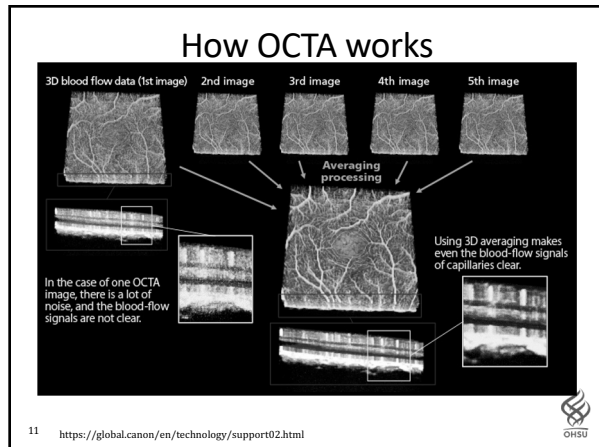 How OCTA works
3D blood flow data (1st image)
2nd image
3rd image
4th image
5th image
Averaging
processing
In the case of one OCTA
image, there is a lot of
noise, and the blood-flow
signals are not clear.
Using 3D averaging makes
even the blood-flow signals
of capillaries clear.
11
https://global.canon/en/technology/support02.html
OHSU